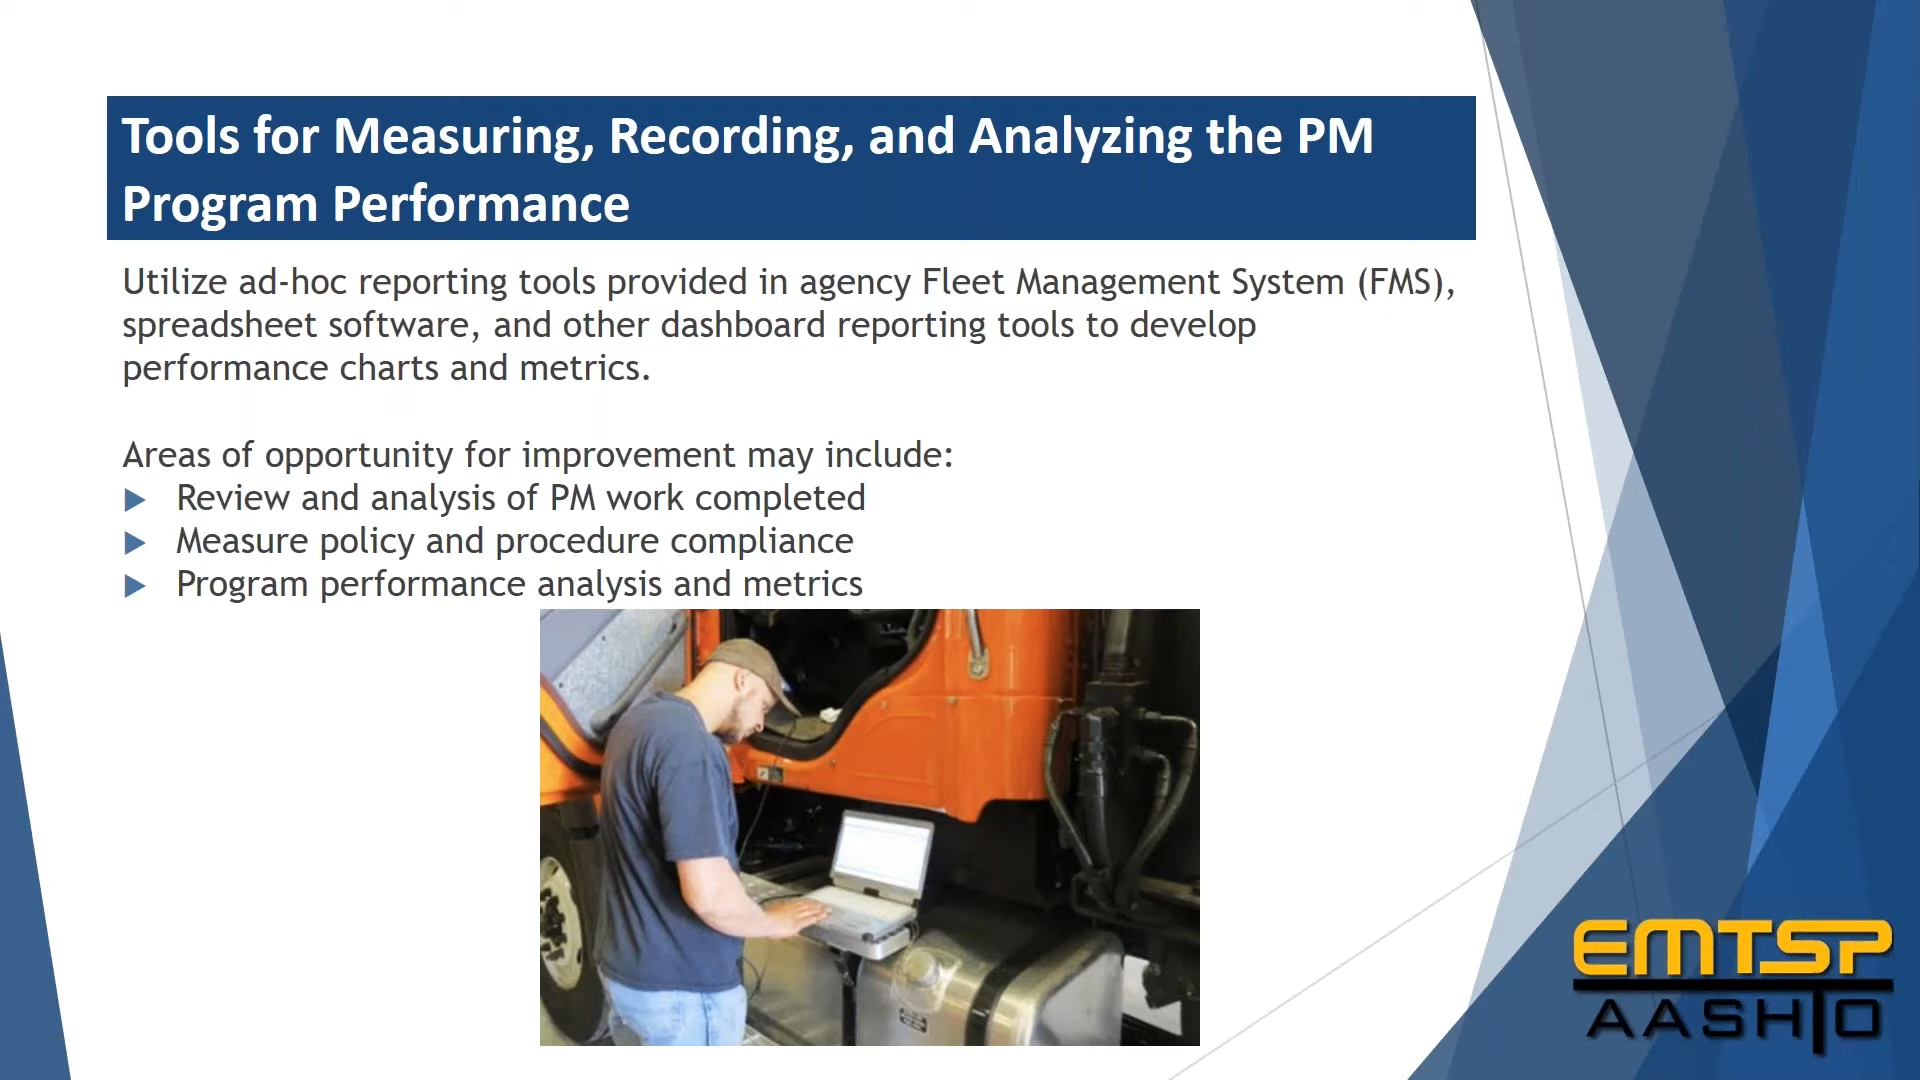 Tools for Measuring, Recording, and Analyzing the PM
Program Performance
Utilize ad-hoc reporting tools provided in agency Fleet Management System (FMS),
spreadsheet software, and other dashboard reporting tools to develop
performance charts and metrics.
Areas of opportunity for improvement may include:
Review and analysis of PM work completed
Measure policy and procedure compliance
Program performance analysis and metrics
EMTSP
AASHTO